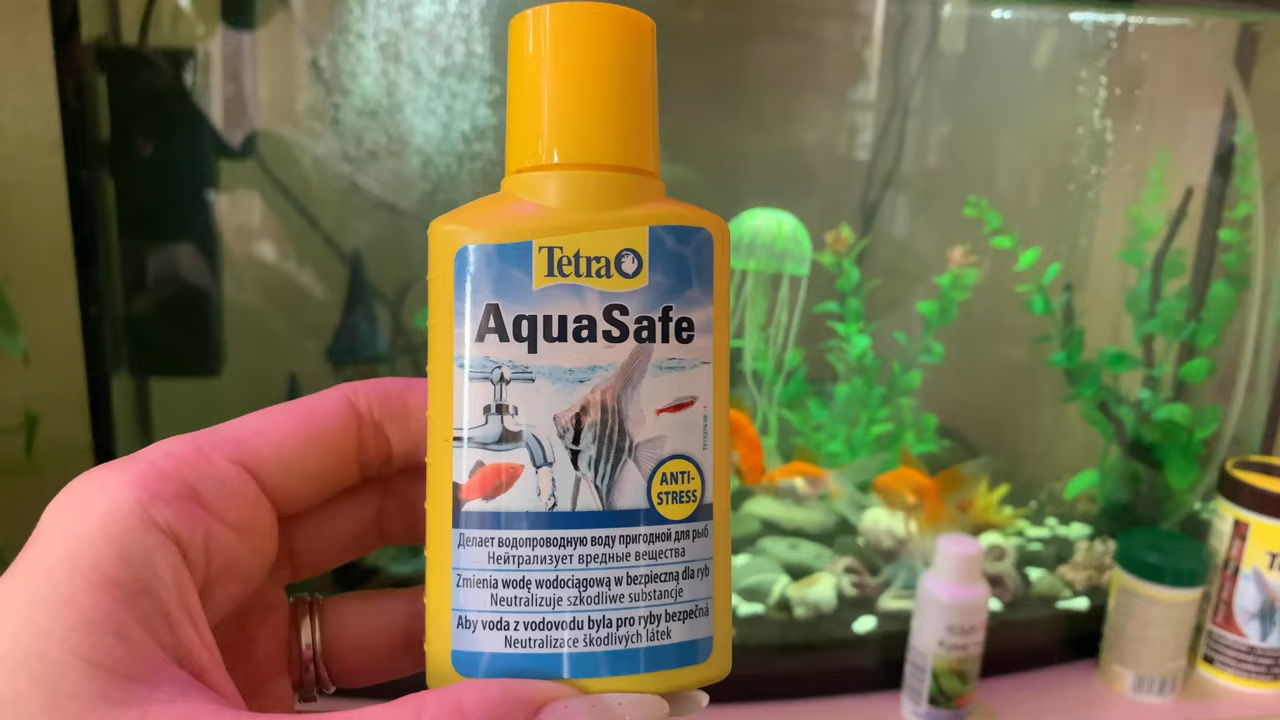 Tetra
AquaSafe
ANTI-
STRESS
Делает водопроводную воду пригодной для рыб
Нейтрализует вредные вещества
Zmienia wodę wodociągową w bezpieczną dla ryb
Neutralizuje szkodliwe substancje
Aby voda z vodovodu byla pro ryby bezpečná
Neutralizace škodlivých látek